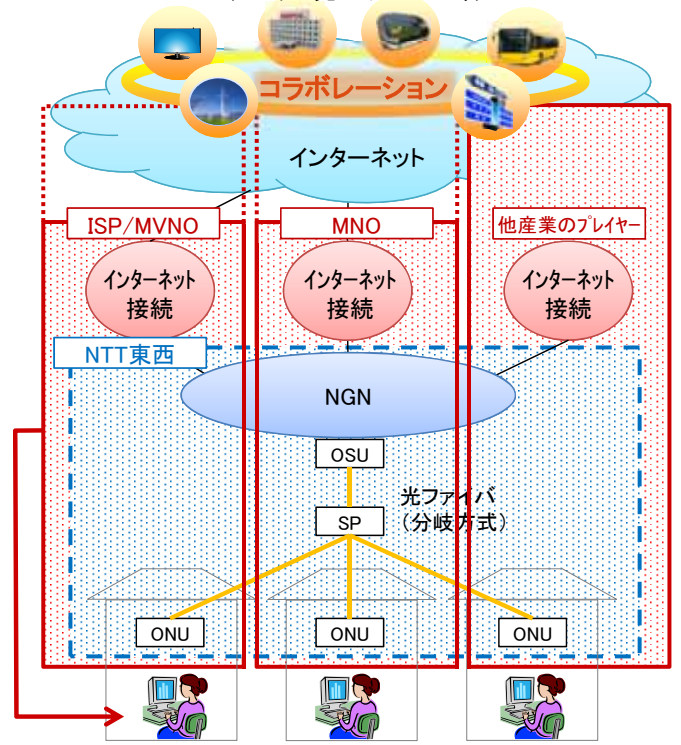 コラボレーション
インターネット
ISP/MVNO
MNO
他産業のプレイヤー
インターネット
接続
インターネット
接続
インターネット
接続
NTT東西
NGN
OSU
光ファイバ
(分岐方式)
SP
ONU
ONU
ONU